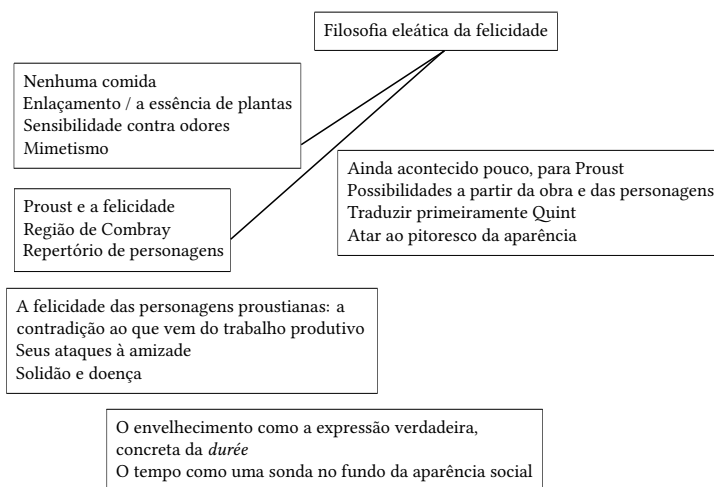 Filosofia eleática da felicidade
Nenhuma comida
Enlaçamento / a essência de plantas
Sensibilidade contra odores
Mimetismo
Ainda acontecido pouco, para Proust
Possibilidades a partir da obra e das personagens
Traduzir primeiramente Quint
Atar ao pitoresco da aparência
Proust e a felicidade
Região de Combray
Repertório de personagens
A felicidade das personagens proustianas: a
contradição ao que vem do trabalho produtivo
Seus ataques à amizade
Solidão e doença
O envelhecimento como a expressão verdadeira,
concreta da durée
O tempo como uma sonda no fundo da aparência social